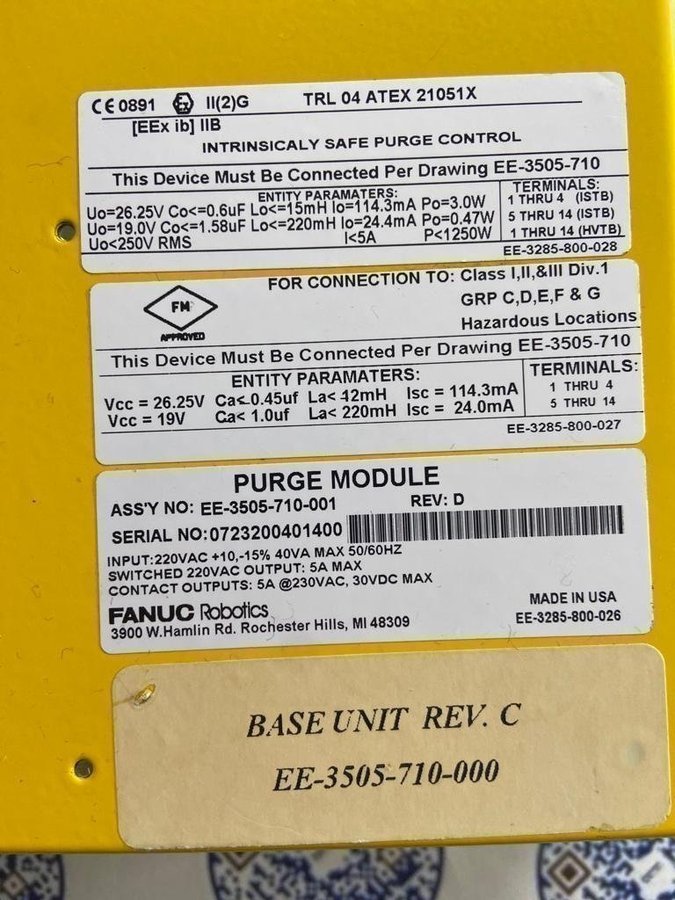 CE 0891 Ex II(2)G TRL 04 ATEX 21051X
[EEx ib] IIB
INTRINSICALY SAFE PURGE CONTROL
This Device Must Be Connected Per Drawing EE-3505-710
ENTITY PARAMATERS:
TERMINALS:
Uo=26.25V Co<=0.6uF Lo<=15mH Io=114.3mA Po=3.0W 1 THRU 4 (ISTB)
Uo=19.0V Co<=1.58uF Lo<=220mH Io=24.4mA Po=0.47W 5 THRU 14 (ISTB)
Uo<250V RMS I<5A P<1250W 1 THRU 14 (HVTB)
EE-3285-800-028
FM
APPROVED
FOR CONNECTION TO: Class I,II,&III Div.1
GRP C,D,E,F & G
Hazardous Locations
This Device Must Be Connected Per Drawing EE-3505-710
ENTITY PARAMATERS:
TERMINALS:
Vcc = 26.25V Ca<0.45uf La<12mH Isc = 114.3mA 1 THRU 4
Vcc = 19V Ca< 1.0uf La< 220mH Isc = 24.0mA 5 THRU 14
EE-3285-800-027
PURGE MODULE
ASS'Y NO: EE-3505-710-001 REV: D
SERIAL NO:0723200401400
INPUT:220VAC +10,-15% 40VA MAX 50/60HZ
SWITCHED 220VAC OUTPUT: 5A MAX
CONTACT OUTPUTS: 5A @230VAC, 30VDC MAX
FANUC Robotics MADE IN USA
3900 W.Hamlin Rd. Rochester Hills, MI 48309 EE-3285-800-026
BASE UNIT REV. C
EE-3505-710-000